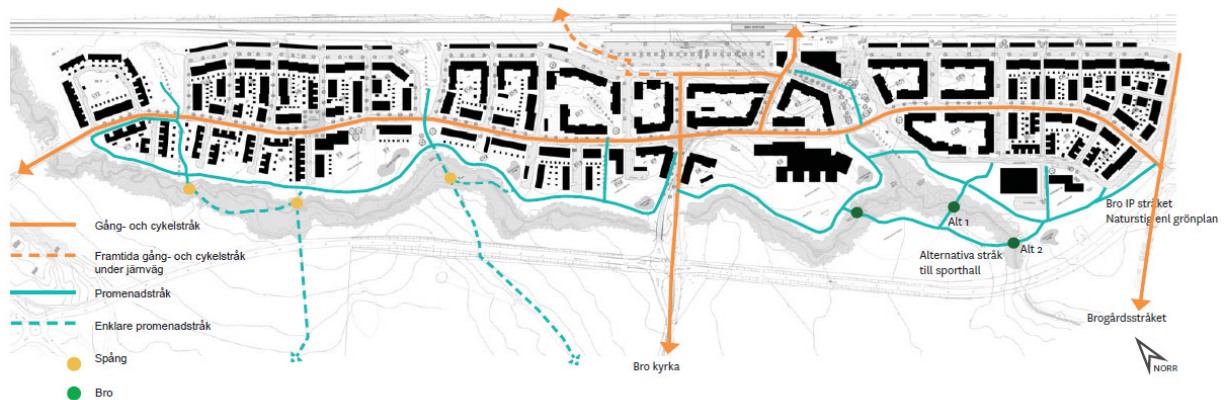 Gång- och cykelstråk
Framtida gång- och cykelstråk
under järnväg
Promenadstråk
Enklare promenadstråk
Spång
Bro
Bro kyrka
Alt 1
Alt 2
Alternativa stråk
till sporthall
Bro IP stråket
Naturstig enl grönplan
Brogårdsstråket
NORR